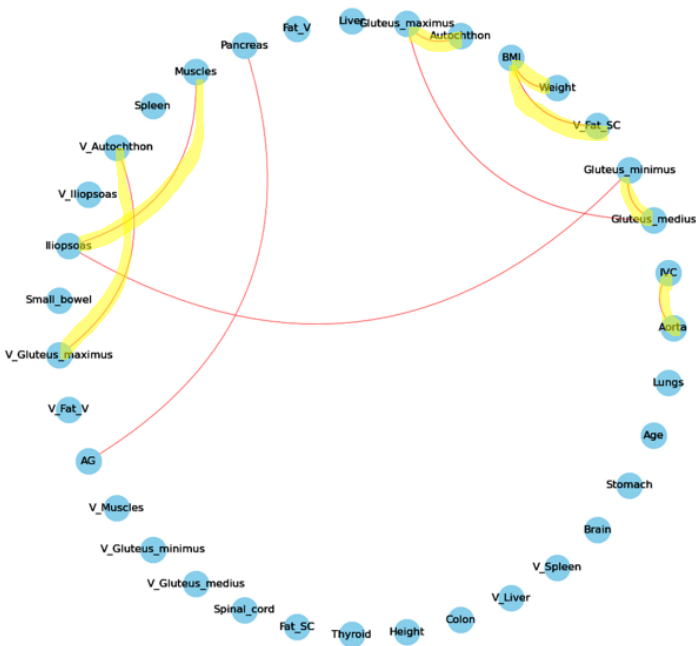 Liver
Gluteus_maximus
Fat_V
Autochthon
Pancreas
BMI
Muscles
Weight
Spleen
V_Fat_SC
V_Autochthon
Gluteus_minimus
V_Iliopsoas
Gluteus_medius
Iliopsoas
IVC
Small_bowel
Aorta
V_Gluteus_maximus
Lungs
V_Fat_V
Age
AG
Stomach
V_Muscles
Brain
V_Gluteus_minimus
V_Spleen
V_Gluteus_medius
V_Liver
Spinal_cord
Colon
Fat_SC
Height
Thyroid